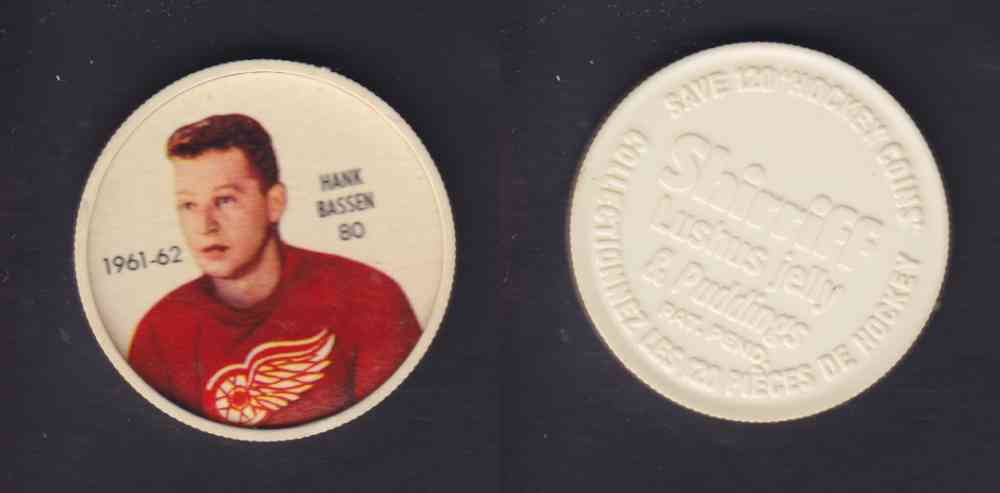 1961-62
HANK
BASSEN
80
SAVE 120 "HOCKEY COINS"
Shirriff
Lushus jelly
& Puddings
PAT. PEND.
COLLECTIONNEZ LES 120 PIÈCES DE HOCKEY